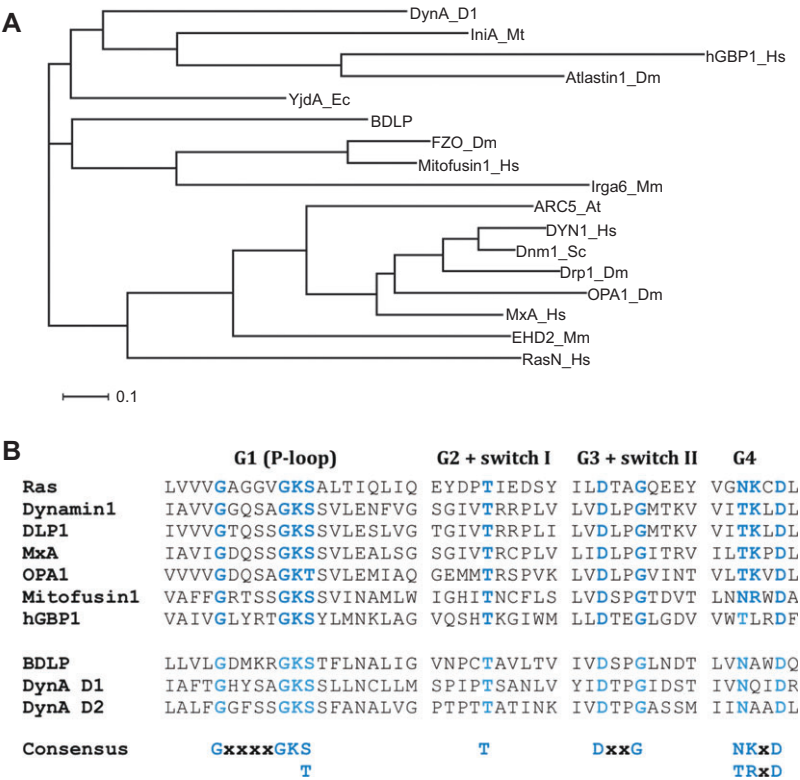 A
DynA_D1
IniA_Mt
hGBP1_Hs
Atlastin1_Dm
YjdA_Ec
BDLP
FZO_Dm
Mitofusin1_Hs
Irga6_Mm
ARC5_At
DYN1_Hs
Dnm1_Sc
Drp1_Dm
OPA1_Dm
MxA_Hs
EHD2_Mm
RasN_Hs
0.1
B
G1 (P-loop) G2 + switch I G3 + switch II G4
Ras LVVVGAGGVGKSALTIQLIQ EYDPTIEDSY ILDTAGQEEY VGNKCDL
Dynamin1 IAVVGGQSAGKSSVLENFVG SGIVTRRPLV LVDLPGMTKV VITKLDL
DLP1 IVVVGTQSSGKSSVLESLVG TGIVTRRPLI LVDLPGMTKV VITKLDL
MxA IAVIGDQSSGKSSVLEALSG SGIVTRCPLV LIDLPGITRV ILTKPDL
OPA1 VVVVGDQSAGKTSVLEMIAQ GEMMTRSPVK LVDLPGVINT VLTKVDL
Mitofusin1 VAFFGRTSSGKSSVINAMLW IGHITNCFLS LVDSPGTDVT LNNRWDA
hGBP1 VAIVGLYRTGKSYLMNKLAG VQSHTKGIWM LLDTEGLGDV VWTLRDF
BDLP LLVLGDMKRGKSTFLNALIG VNPCTAVLTV IVDSPGLNDT LVNAWDQ
DynA D1 IAFTGHYSAGKSSLLNCLLM SPIPTSANLV YIDTPGIDST IVNQIDR
DynA D2 LALFGGFSSGKSSFANALVG PTPTTATINK IVDTPGASSM IINAADL
Consensus GxxxxGKS T DxxG NKxD
T TRxD